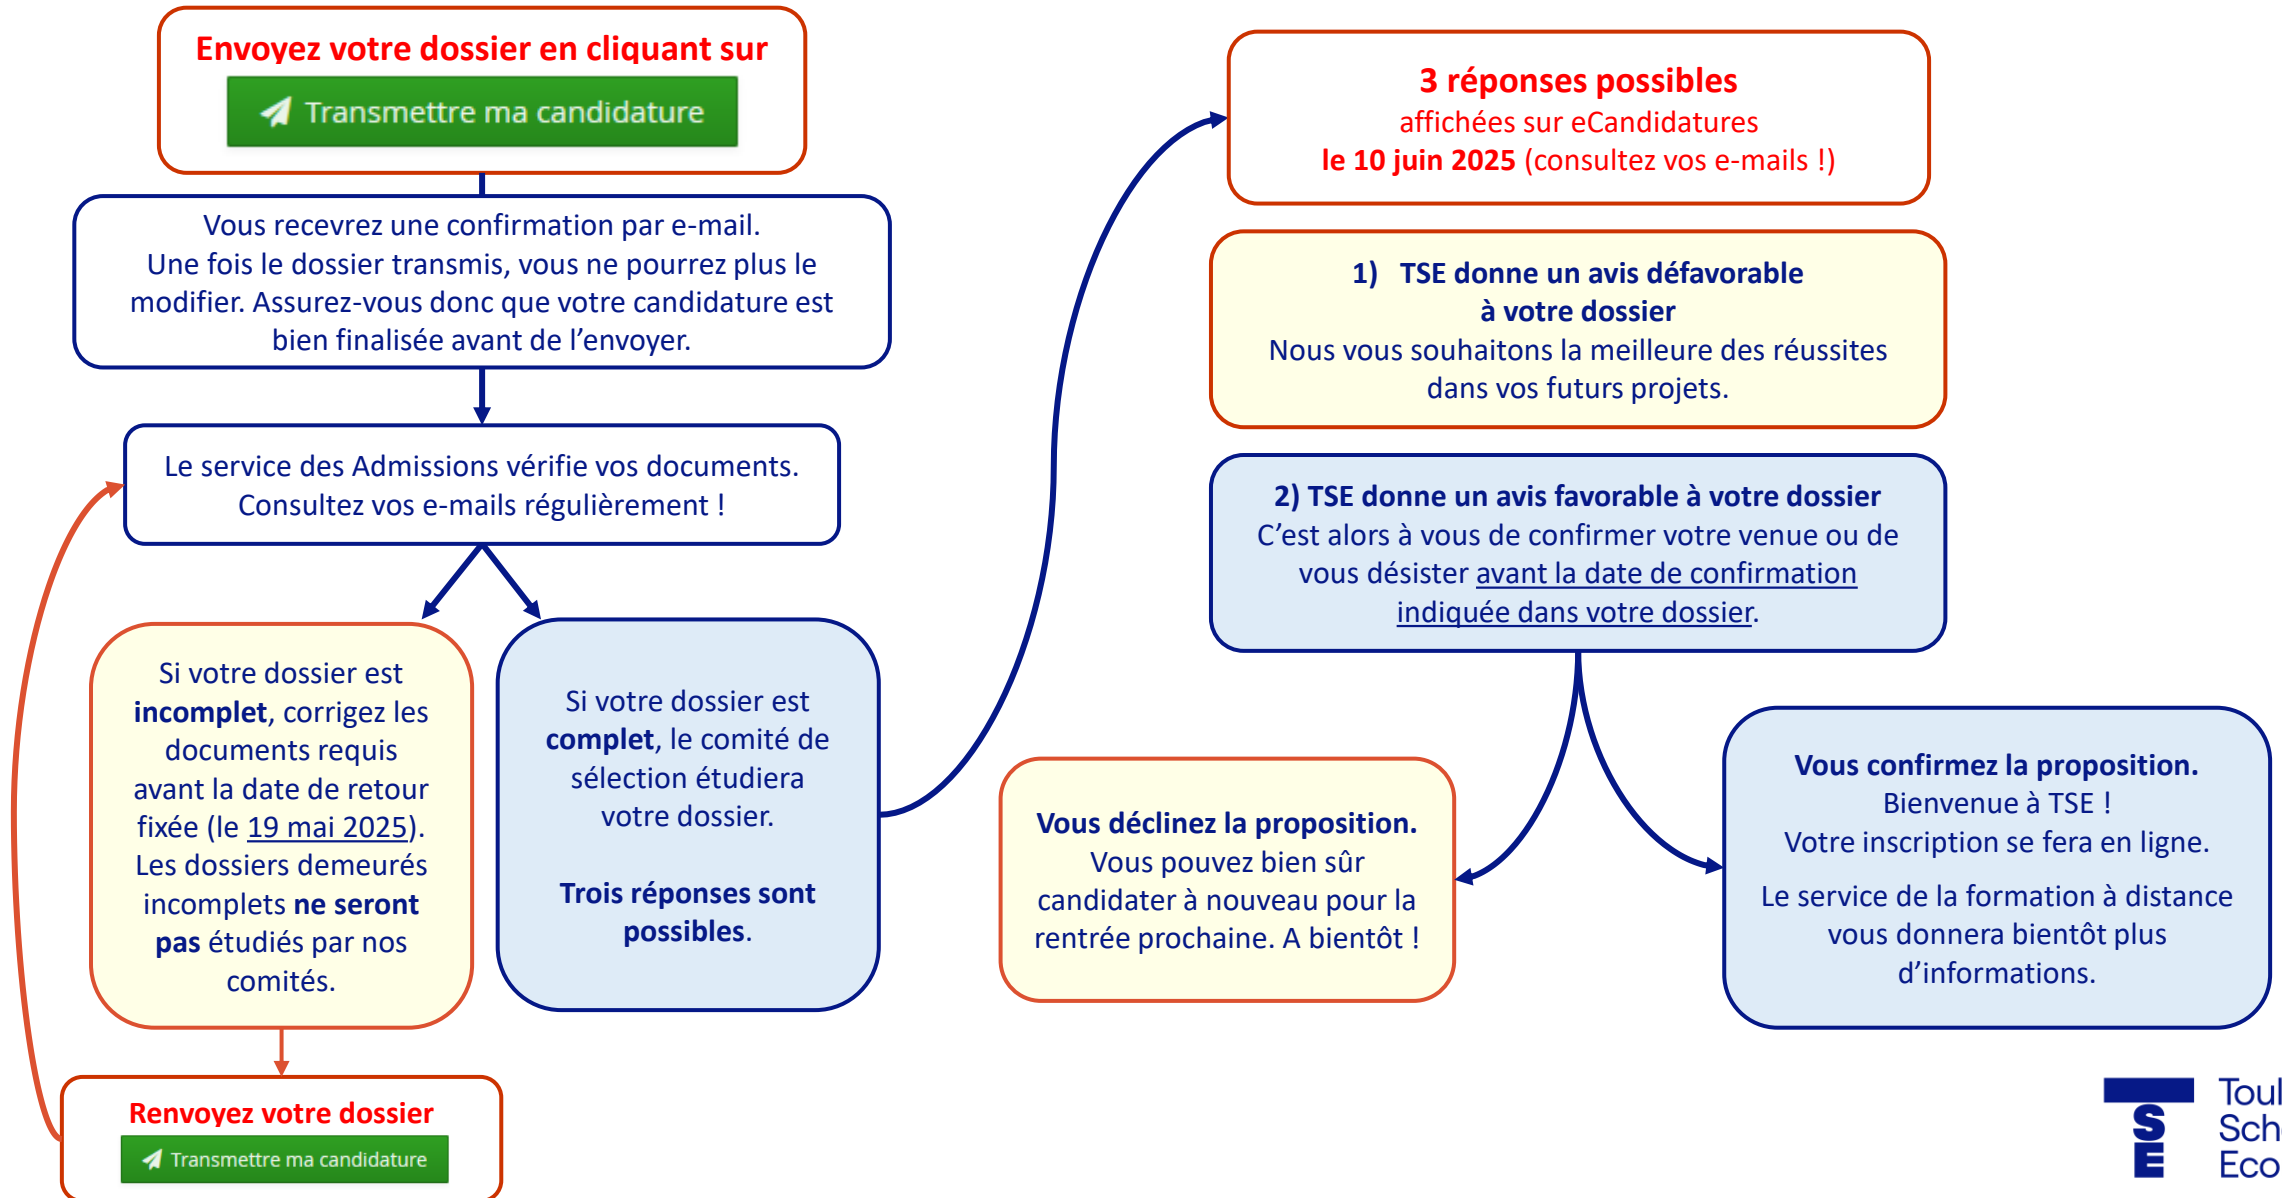 Envoyez votre dossier en cliquant sur
Transmettre ma candidature
Vous recevrez une confirmation par e-mail.
Une fois le dossier transmis, vous ne pourrez plus le
modifier. Assurez-vous donc que votre candidature est
bien finalisée avant de l’envoyer.
Le service des Admissions vérifie vos documents.
Consultez vos e-mails régulièrement !
Si votre dossier est
incomplet, corrigez les
documents requis
avant la date de retour
fixée (le 19 mai 2025).
Les dossiers demeurés
incomplets ne seront
pas étudiés par nos
comités.
Renvoyez votre dossier
Transmettre ma candidature
Si votre dossier est
complet, le comité de
sélection étudiera
votre dossier.
Trois réponses sont
possibles.
3 réponses possibles
affichées sur eCandidatures
le 10 juin 2025 (consultez vos e-mails !)
1) TSE donne un avis défavorable
à votre dossier
Nous vous souhaitons la meilleure des réussites
dans vos futurs projets.
2) TSE donne un avis favorable à votre dossier
C’est alors à vous de confirmer votre venue ou de
vous désister avant la date de confirmation
indiquée dans votre dossier.
Vous déclinez la proposition.
Vous pouvez bien sûr
candidater à nouveau pour la
rentrée prochaine. A bientôt !
Vous confirmez la proposition.
Bienvenue à TSE !
Votre inscription se fera en ligne.
Le service de la formation à distance
vous donnera bientôt plus
d’informations.
TSE
Toul
Sch
Eco